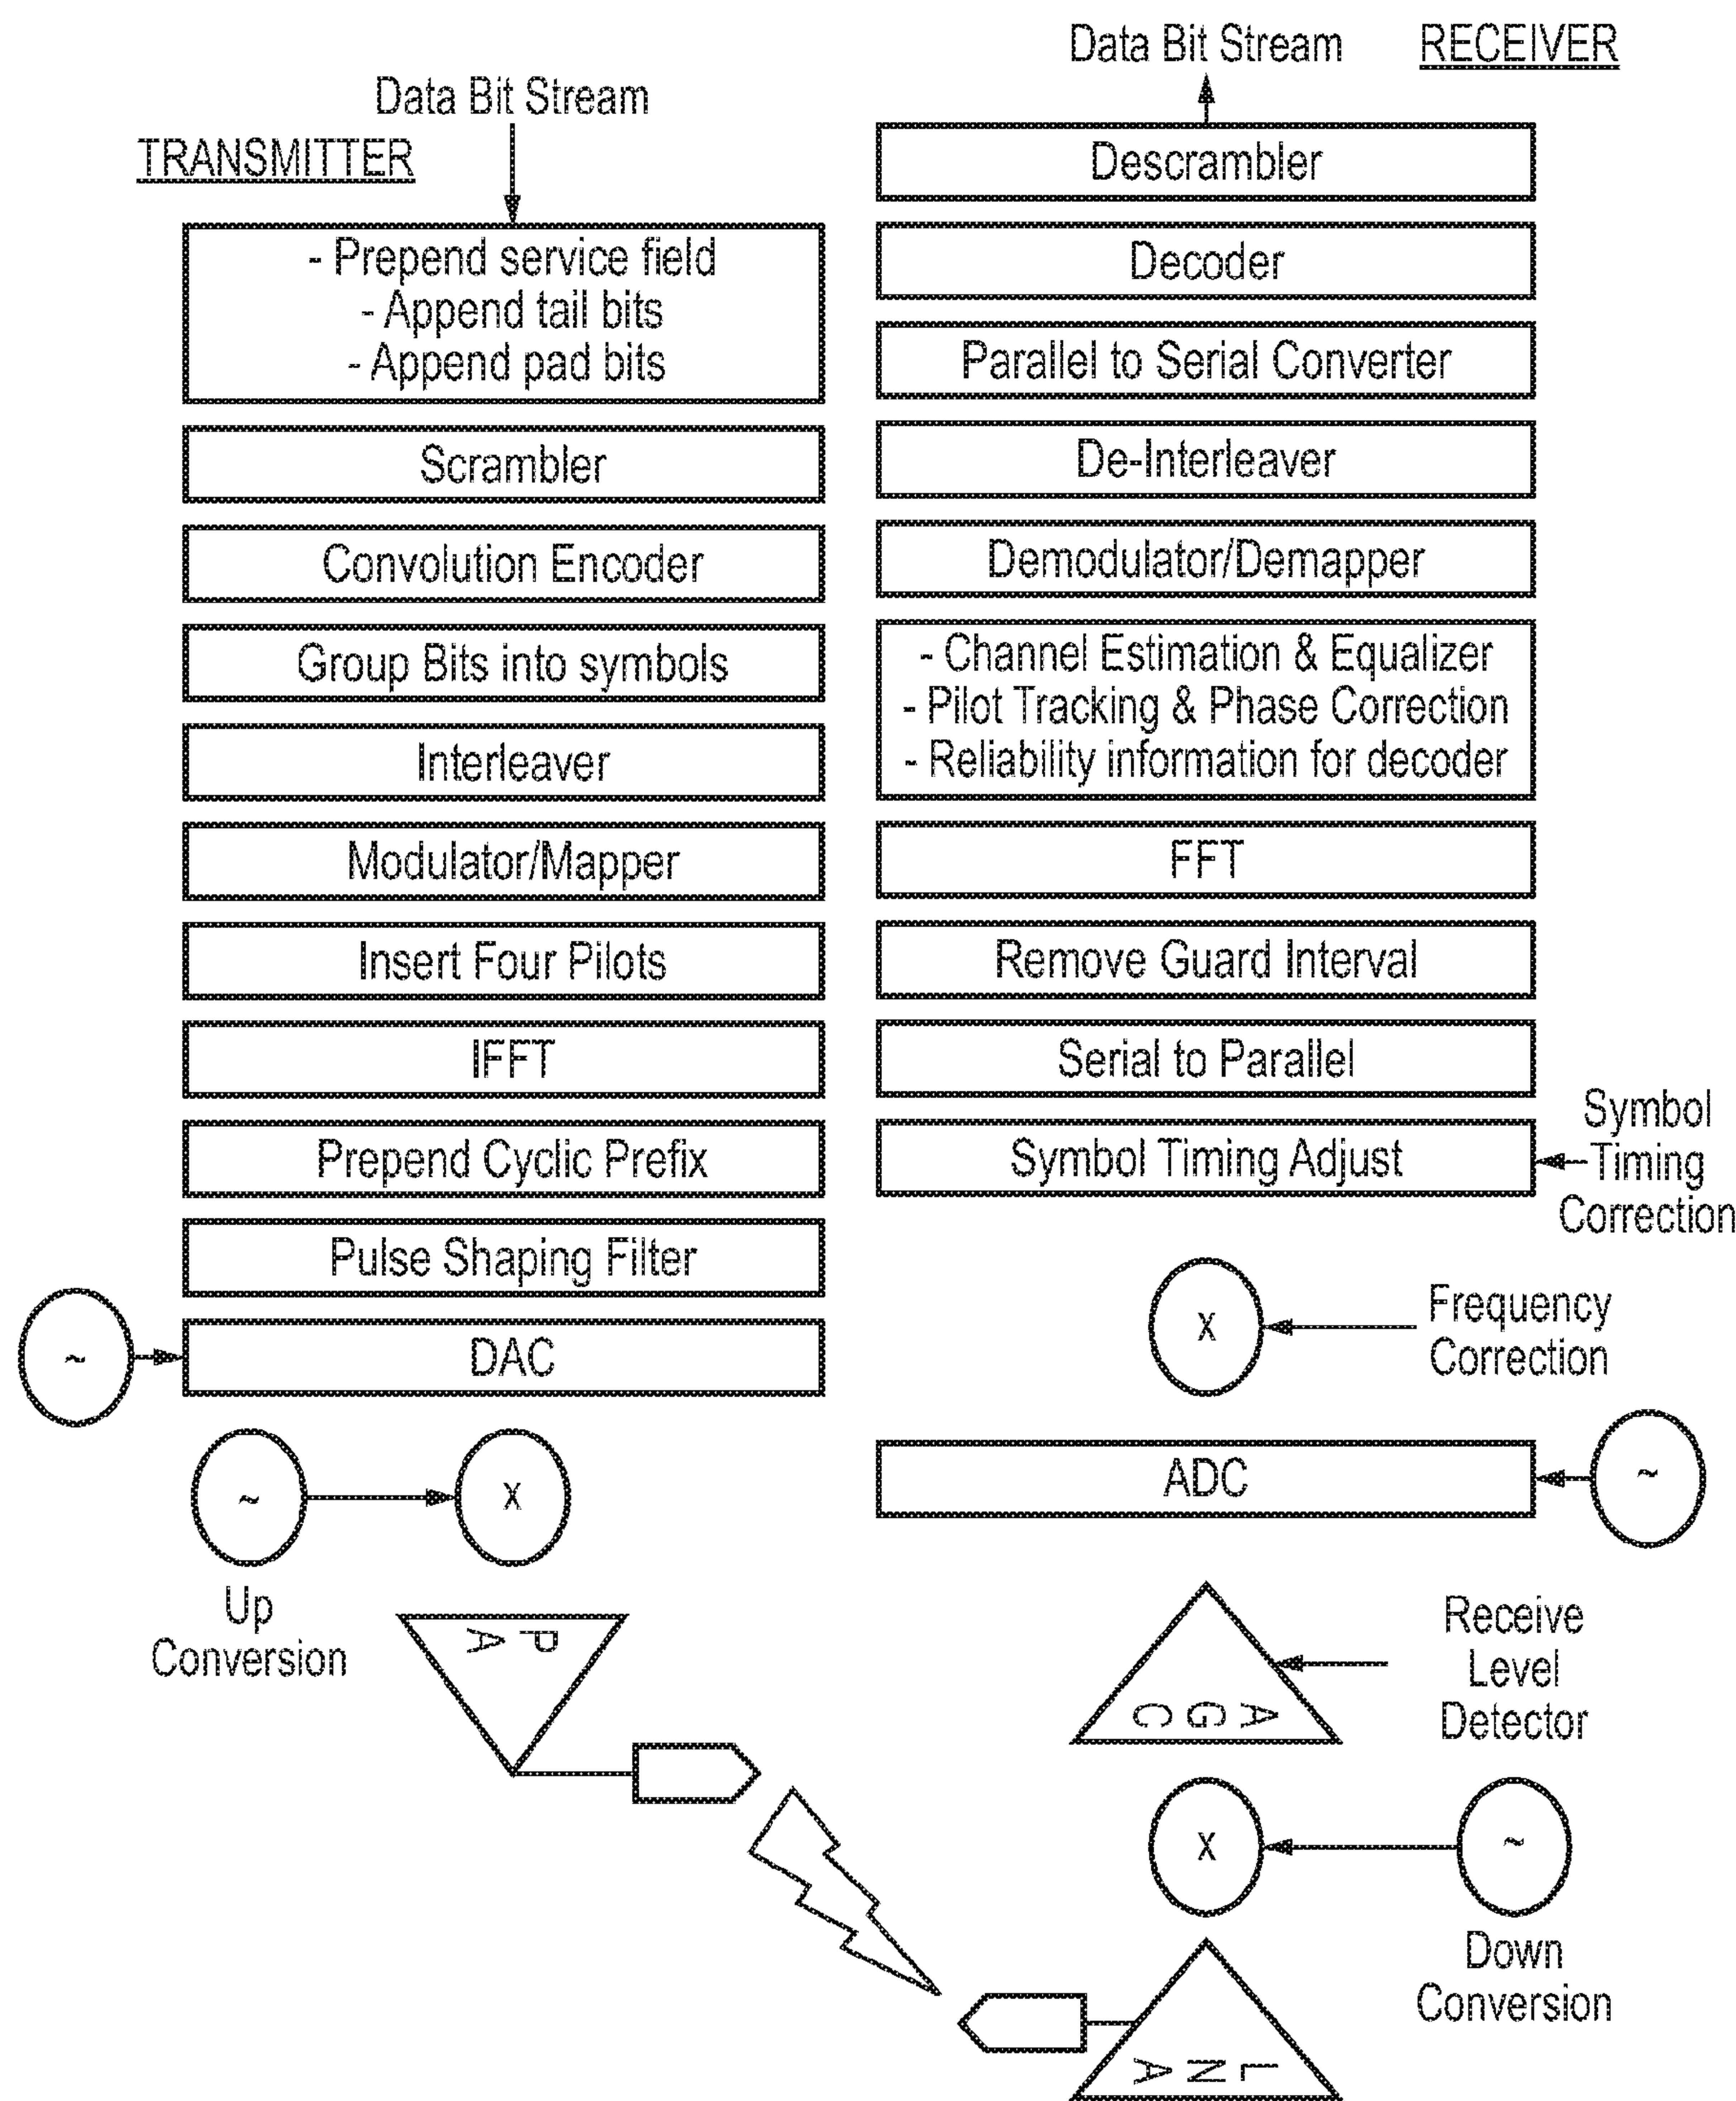 TRANSMITTER
Data Bit Stream
- Prepend service field
- Append tail bits
- Append pad bits
Scrambler
Convolution Encoder
Group Bits into symbols
Interleaver
Modulator/Mapper
Insert Four Pilots
IFFT
Prepend Cyclic Prefix
Pulse Shaping Filter
~
DAC
~
X
Up
Conversion
PA
RECEIVER
Data Bit Stream
Descrambler
Decoder
Parallel to Serial Converter
De-Interleaver
Demodulator/Demapper
- Channel Estimation & Equalizer
- Pilot Tracking & Phase Correction
- Reliability information for decoder
FFT
Remove Guard Interval
Serial to Parallel
Symbol Timing Adjust
Symbol
Timing
Correction
X
Frequency
Correction
ADC
~
AGC
Receive
Level
Detector
X
~
Down
Conversion
LNA